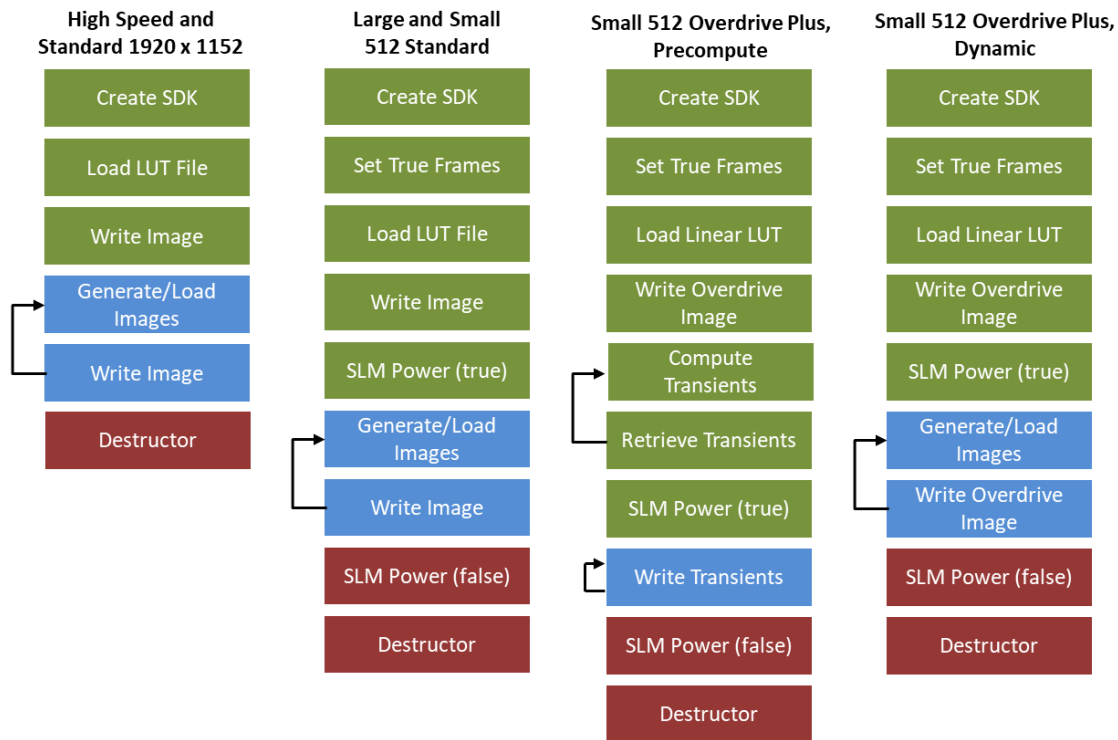 High Speed and
Standard 1920 x 1152
Create SDK
Load LUT File
Write Image
Generate/Load
Images
Write Image
Destructor
Large and Small
512 Standard
Create SDK
Set True Frames
Load LUT File
Write Image
SLM Power (true)
Generate/Load
Images
Write Image
SLM Power (false)
Destructor
Small 512 Overdrive Plus,
Precompute
Create SDK
Set True Frames
Load Linear LUT
Write Overdrive
Image
Compute
Transients
Retrieve Transients
SLM Power (true)
Write Transients
SLM Power (false)
Destructor
Small 512 Overdrive Plus,
Dynamic
Create SDK
Set True Frames
Load Linear LUT
Write Overdrive
Image
SLM Power (true)
Generate/Load
Images
Write Overdrive
Image
SLM Power (false)
Destructor